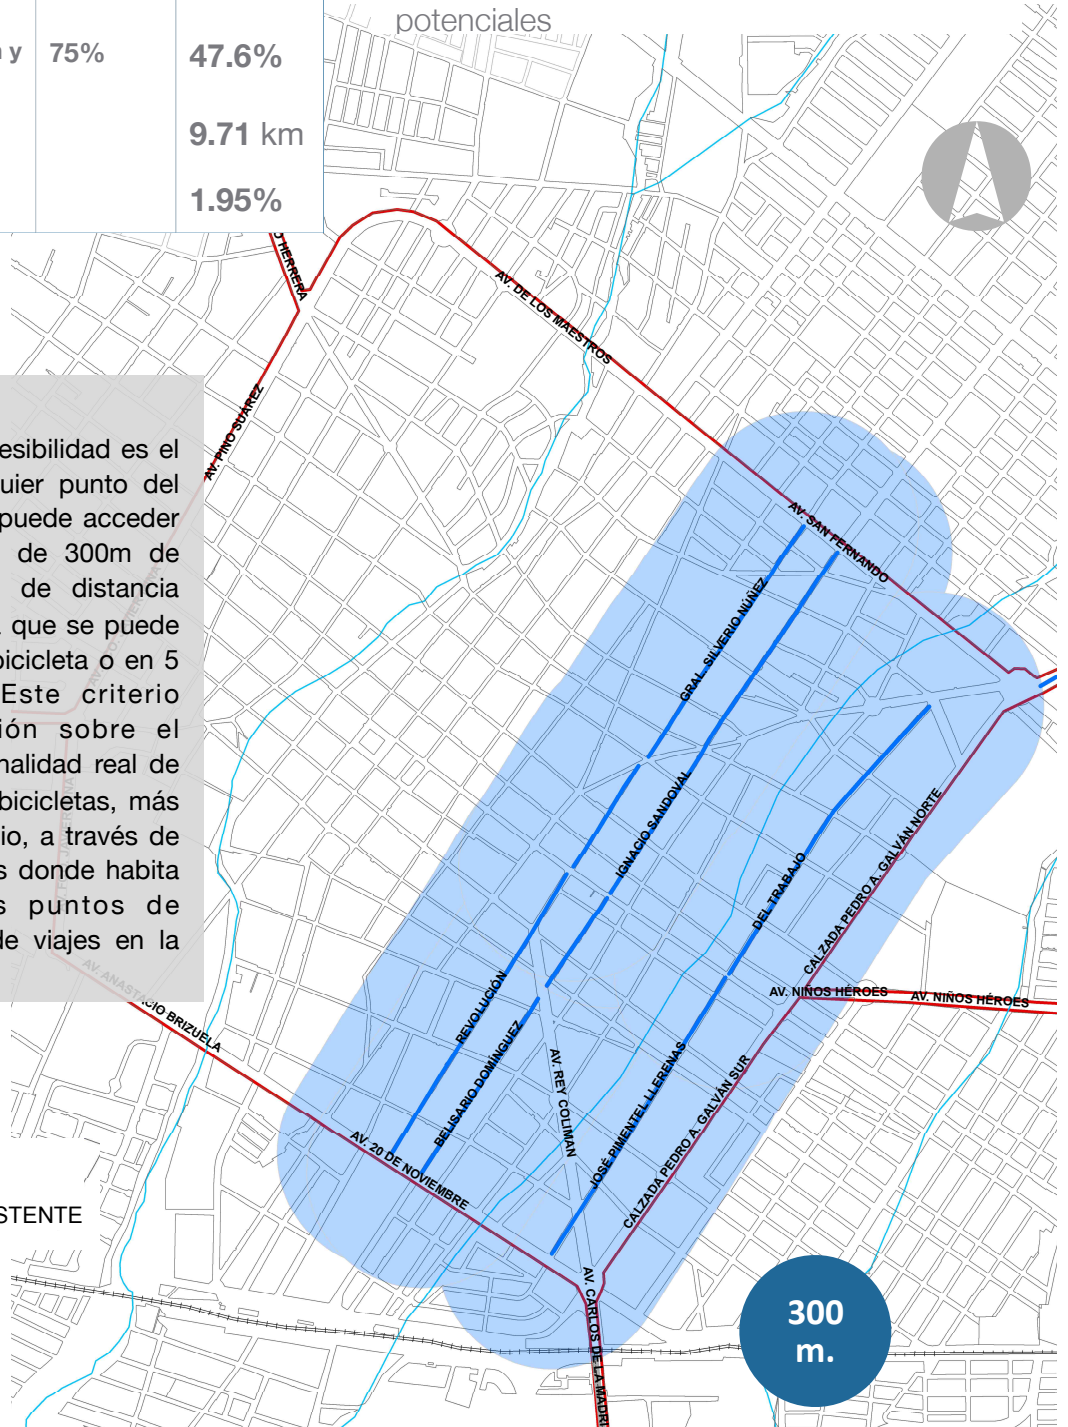 potenciales
y 75% 47.6%
9.71 km
1.95%
HERRERA
AV. DE LOS MAESTROS
AV. PINO SUÁREZ
esibilidad es el
uier punto del
puede acceder
de 300m de
de distancia
que se puede
bicicleta o en 5
Este criterio
ión sobre el
nalidad real de
bicicletas, más
io, a través de
s donde habita
s puntos de
de viajes en la
AV. SAN FERNANDO
GRAL. SILVERIO NÚÑEZ
IGNACIO SANDOVAL
DEL TRABAJO
CALZADA PEDRO A. GALVÁN NORTE
AV. NIÑOS HÉROES
AV. NIÑOS HÉROES
AV. ANASTACIO BRIZUELA
REVOLUCIÓN
BELISARIO DOMÍNGUEZ
AV. REY COLIMAN
JOSÉ PIMENTEL LLERENAS
CALZADA PEDRO A. GALVÁN SUR
AV. 20 DE NOVIEMBRE
STENTE
AV. CARLOS DE LA MADRI
300
m.